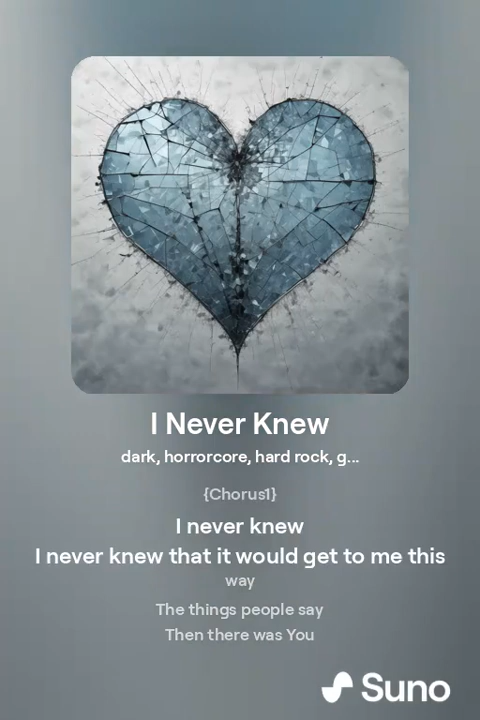 I Never Knew
dark, horrorcore, hard rock, g...
{Chorus1}
I never knew
I never knew that it would get to me this
way
The things people say
Then there was You
Suno